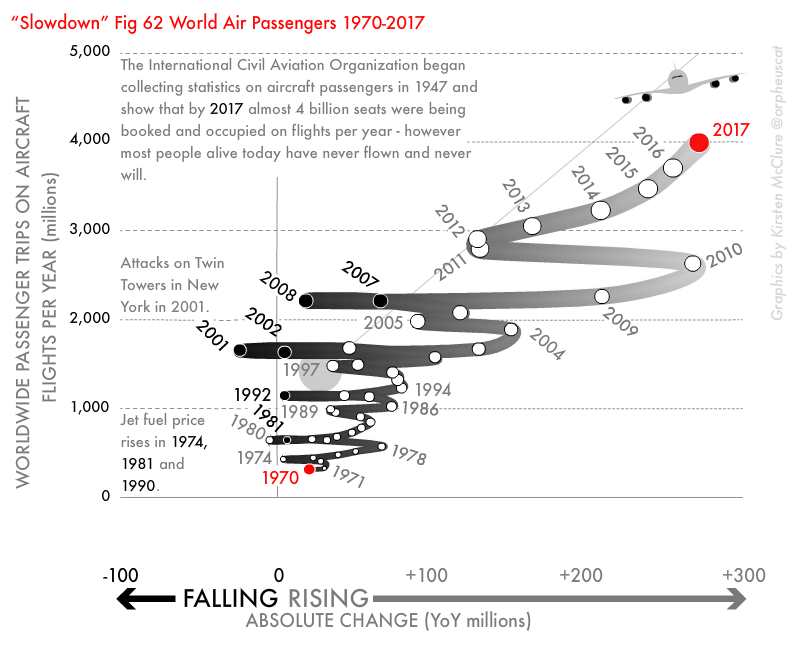 “Slowdown” Fig 62 World Air Passengers 1970-2017
5,000
The International Civil Aviation Organization began
collecting statistics on aircraft passengers in 1947 and
show that by 2017 almost 4 billion seats were being
booked and occupied on flights per year - however
most people alive today have never flown and never
will.
4,000
3,000
2,000
1,000
0
WORLDWIDE PASSENGER TRIPS ON AIRCRAFT
FLIGHTS PER YEAR (millions)
Graphics by Kirsten McClure @orpheuscat
2017
2016
2015
2014
2013
2012
2011
2010
2009
2008
2007
2005
2004
2002
2001
1997
1994
1992
1989
1986
1981
1980
1978
1974
1971
1970
Attacks on Twin
Towers in New
York in 2001.
Jet fuel price
rises in 1974,
1981 and
1990.
-100
0
+100
+200
+300
FALLING RISING
ABSOLUTE CHANGE (YoY millions)